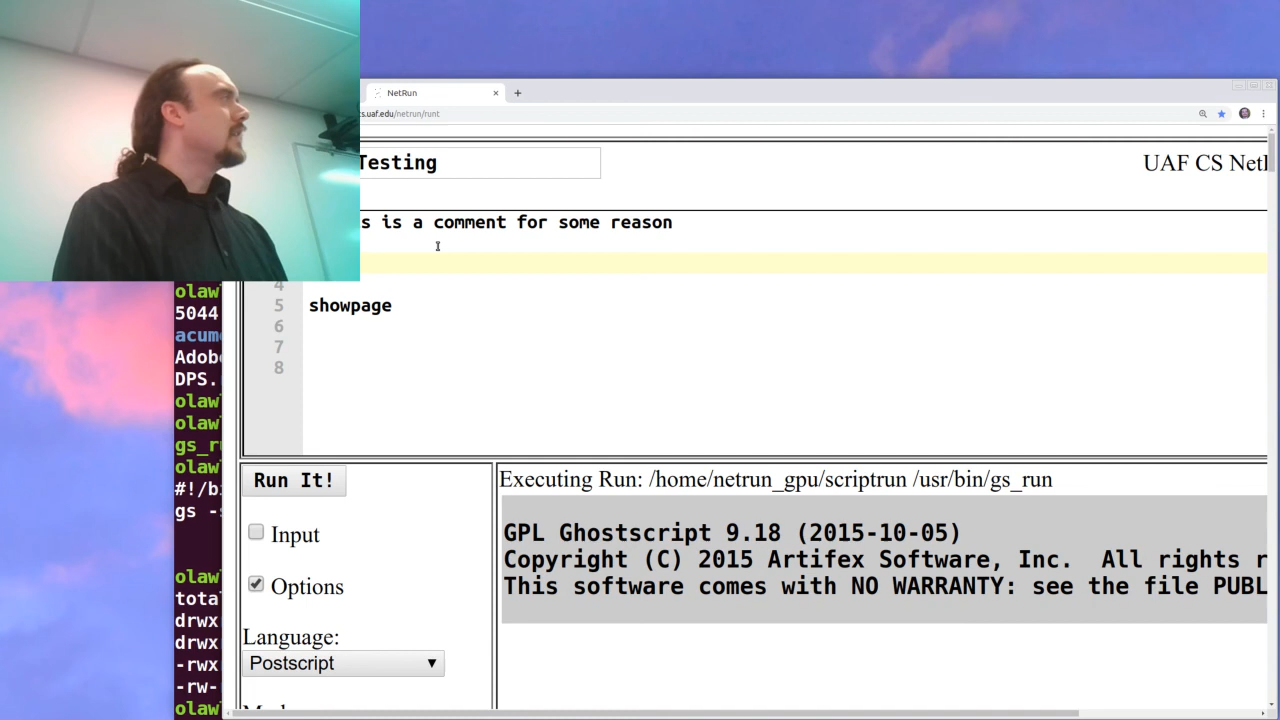 NetRun
cs.uaf.edu/netrun/runt
Testing
UAF CS Net
s is a comment for some reason
4
5 showpage
6
7
8
olaw
5044
acum
Adob
DPS.
olaw
olaw
gs_r
olaw
#!/b
gs -
olaw
tota
drwx
drwx
-rwx
-rw-
olaw
Run It!
Input
Options
Language:
Postscript
Executing Run: /home/netrun_gpu/scriptrun /usr/bin/gs_run
GPL Ghostscript 9.18 (2015-10-05)
Copyright (C) 2015 Artifex Software, Inc. All rights r
This software comes with NO WARRANTY: see the file PUBL